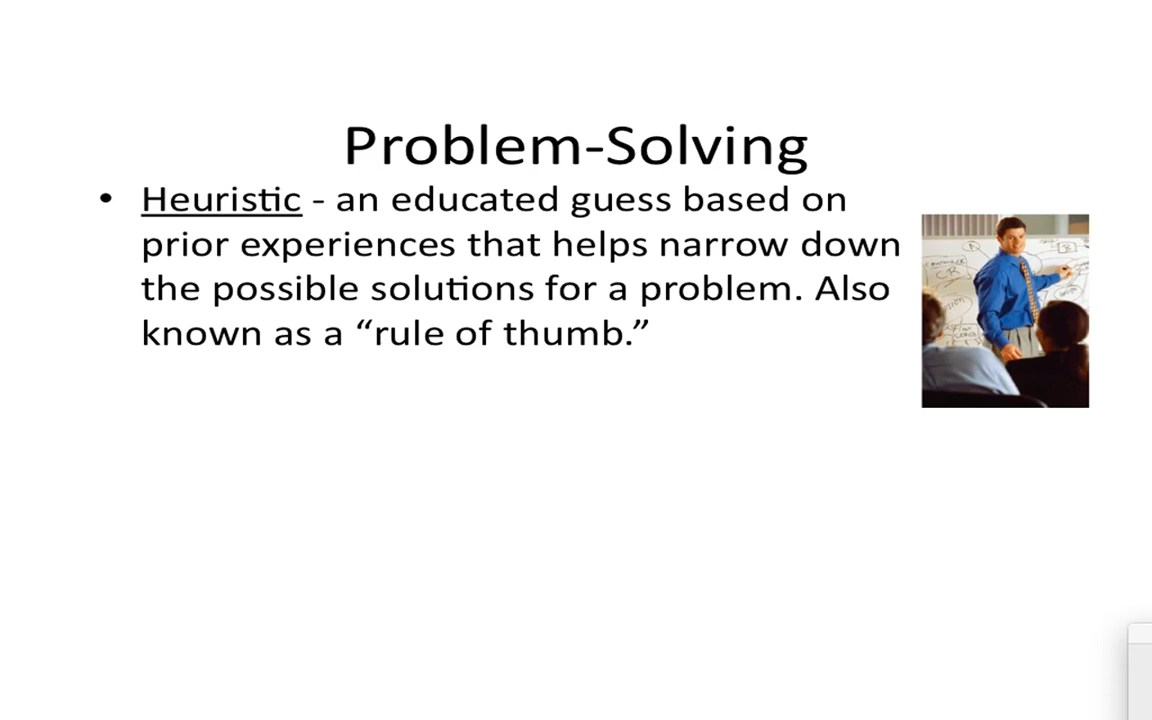 Problem-Solving
• Heuristic - an educated guess based on
prior experiences that helps narrow down
the possible solutions for a problem. Also
known as a “rule of thumb.”